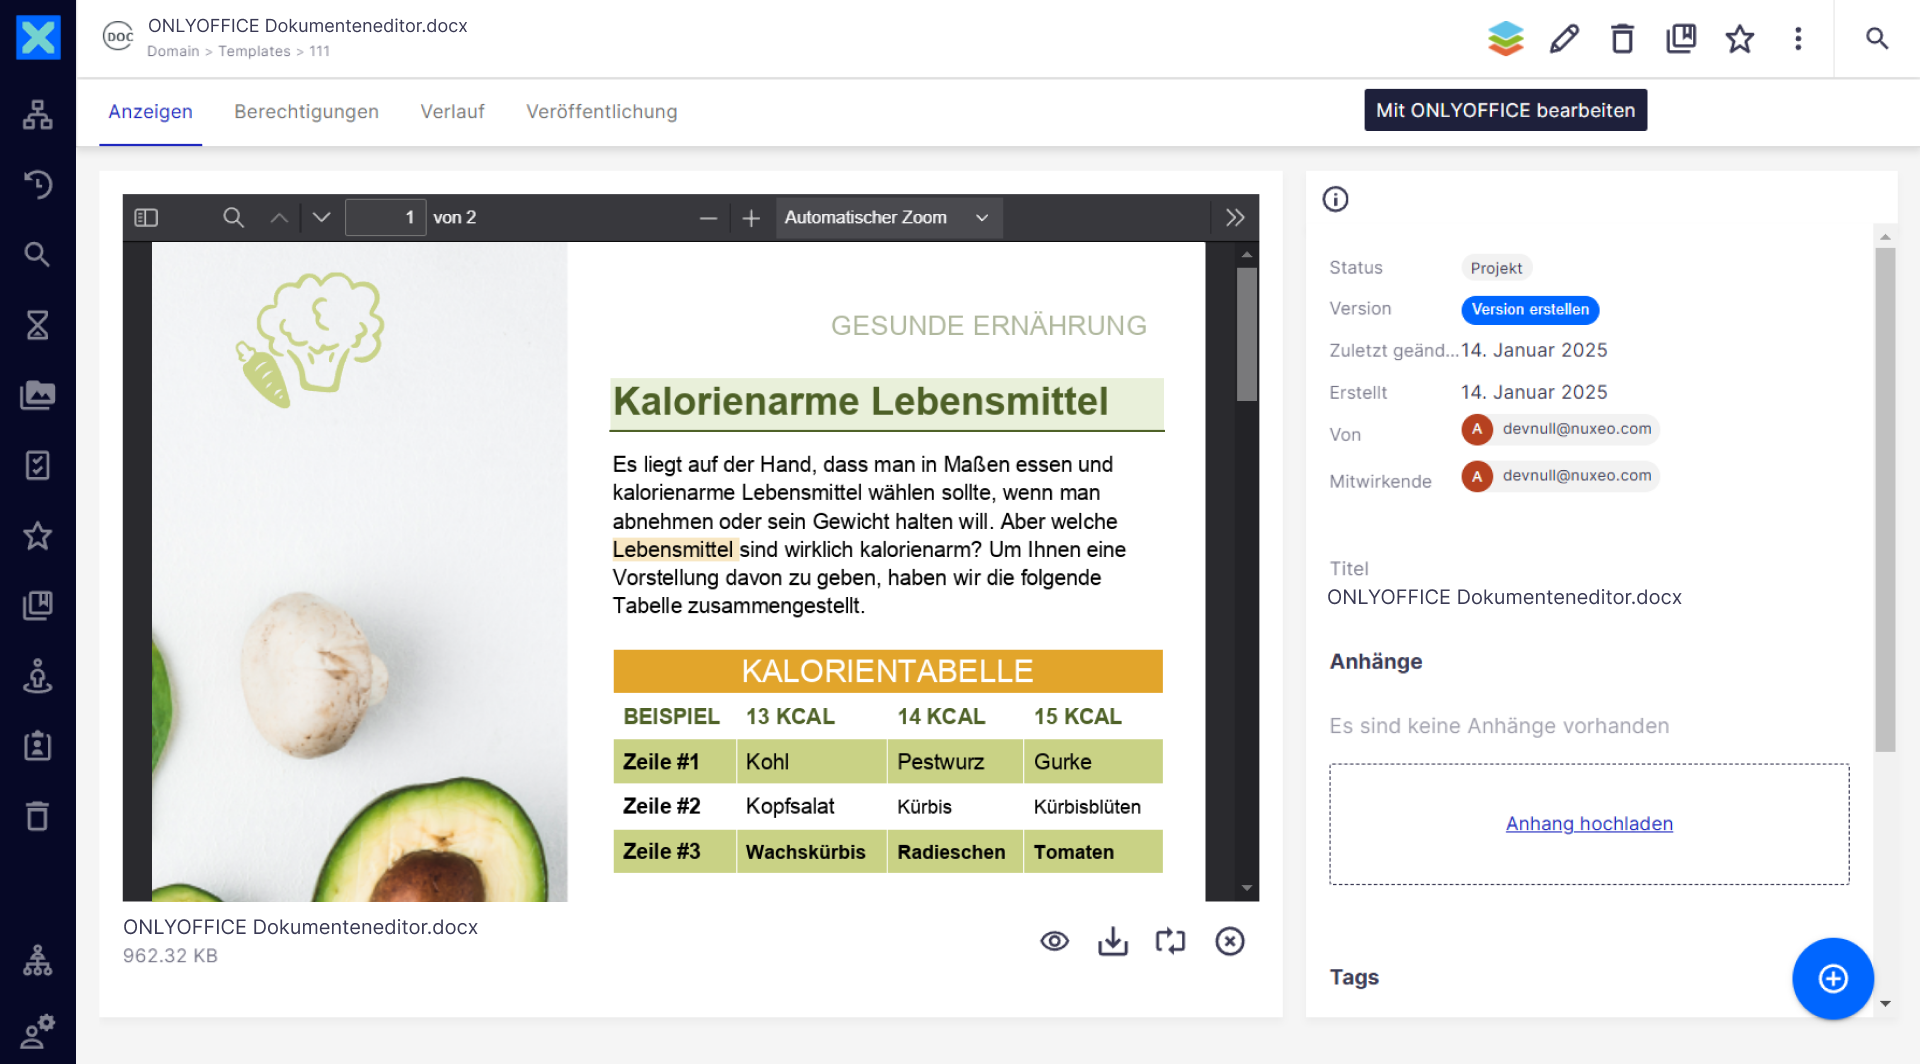 DOC
ONLYOFFICE Dokumenteneditor.docx
Domain > Templates > 111
Anzeigen
Berechtigungen
Verlauf
Veröffentlichung
Mit ONLYOFFICE bearbeiten
1 von 2
Automatischer Zoom
GESUNDE ERNÄHRUNG
Kalorienarme Lebensmittel
Es liegt auf der Hand, dass man in Maßen essen und
kalorienarme Lebensmittel wählen sollte, wenn man
abnehmen oder sein Gewicht halten will. Aber welche
Lebensmittel sind wirklich kalorienarm? Um Ihnen eine
Vorstellung davon zu geben, haben wir die folgende
Tabelle zusammengestellt.
KALORIENTABELLE
BEISPIEL 13 KCAL 14 KCAL 15 KCAL
Zeile #1 Kohl Pestwurz Gurke
Zeile #2 Kopfsalat Kürbis Kürbisblüten
Zeile #3 Wachskürbis Radieschen Tomaten
ONLYOFFICE Dokumenteneditor.docx
962.32 KB
Status Projekt
Version Version erstellen
Zuletzt geänd... 14. Januar 2025
Erstellt 14. Januar 2025
Von A devnull@nuxeo.com
Mitwirkende A devnull@nuxeo.com
Titel
ONLYOFFICE Dokumenteneditor.docx
Anhänge
Es sind keine Anhänge vorhanden
Anhang hochladen
Tags